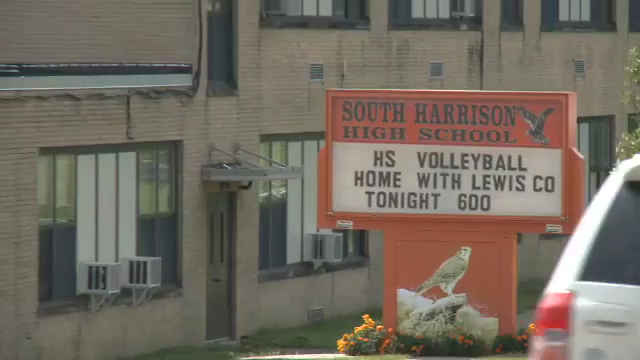 SOUTH HARRISON
HIGH SCHOOL
HS VOLLEYBALL
HOME WITH LEWIS CO
TONIGHT 600